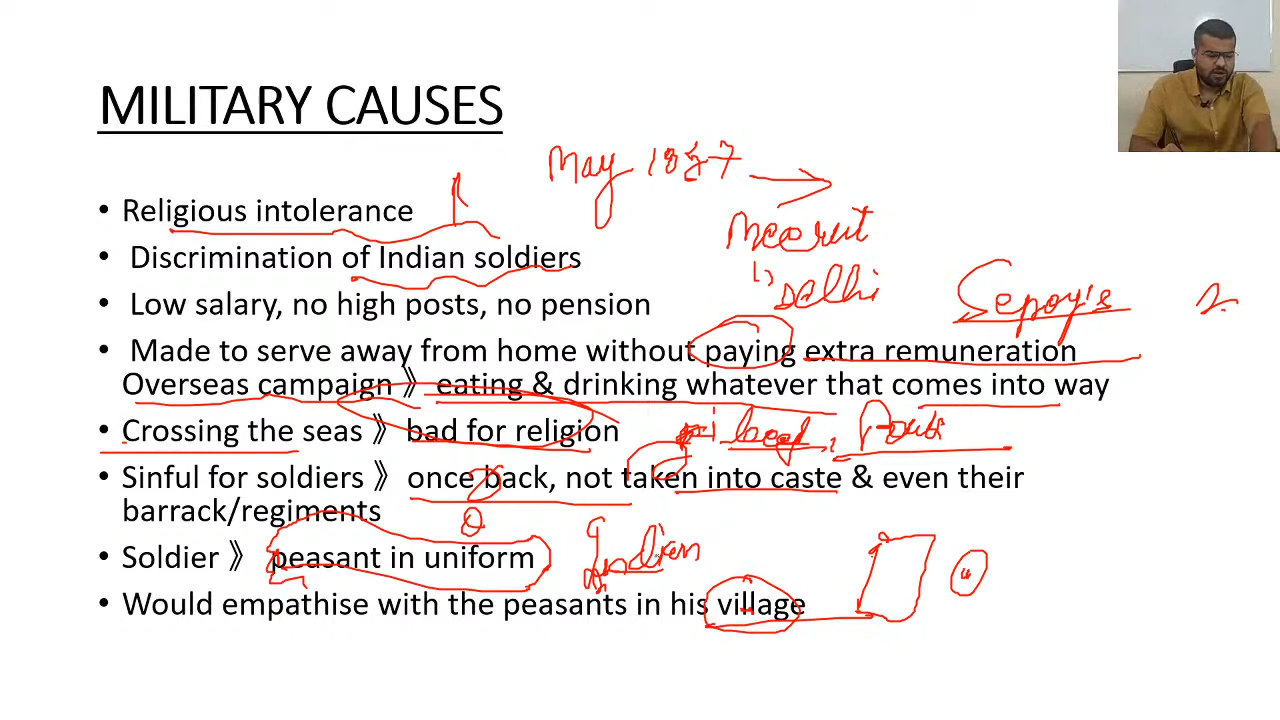 MILITARY CAUSES
May 1857
• Religious intolerance
Meerut
• Discrimination of Indian soldiers
1) Delhi
Sepoy's
• Low salary, no high posts, no pension
• Made to serve away from home without paying extra remuneration
Overseas campaign 》 eating & drinking whatever that comes into way
• Crossing the seas 》 bad for religion
beef,
• Sinful for soldiers 》 once back, not taken into caste & even their
barrack/regiments
• Soldier 》 peasant in uniform
Indian
• Would empathise with the peasants in his village